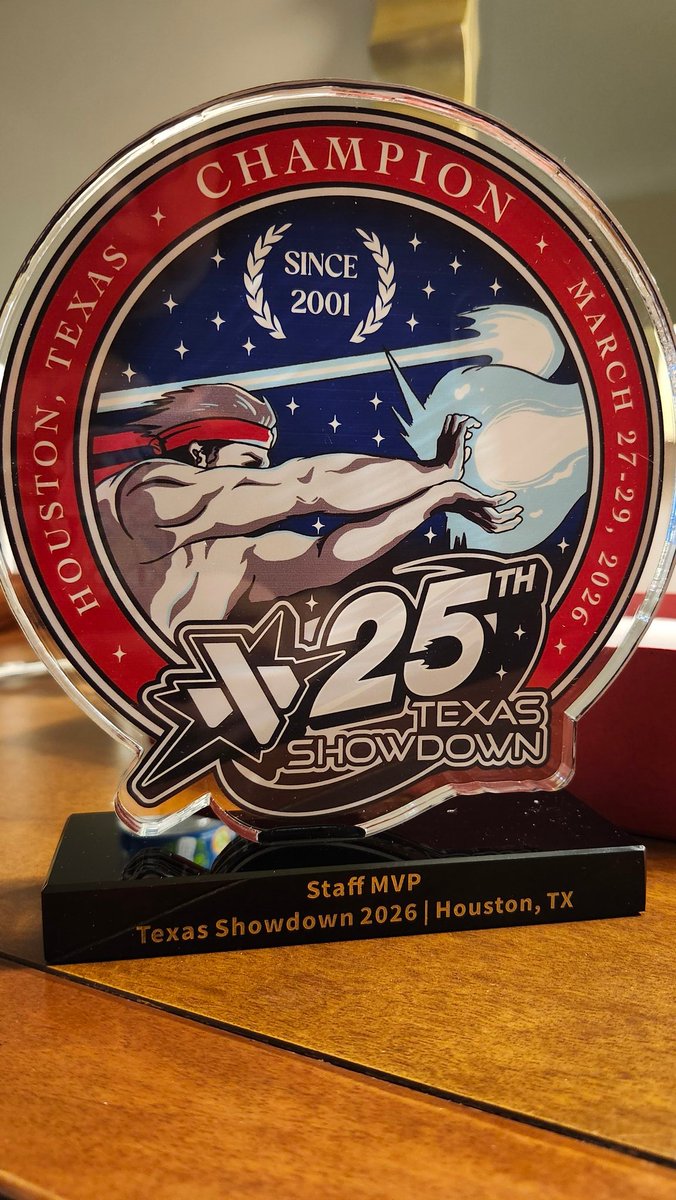 HOUSTON, TEXAS
CHAMPION
MARCH 27-29, 2026
SINCE
2001
25TH
TEXAS
SHOWDOWN
Staff MVP
Texas Showdown 2026 | Houston, TX